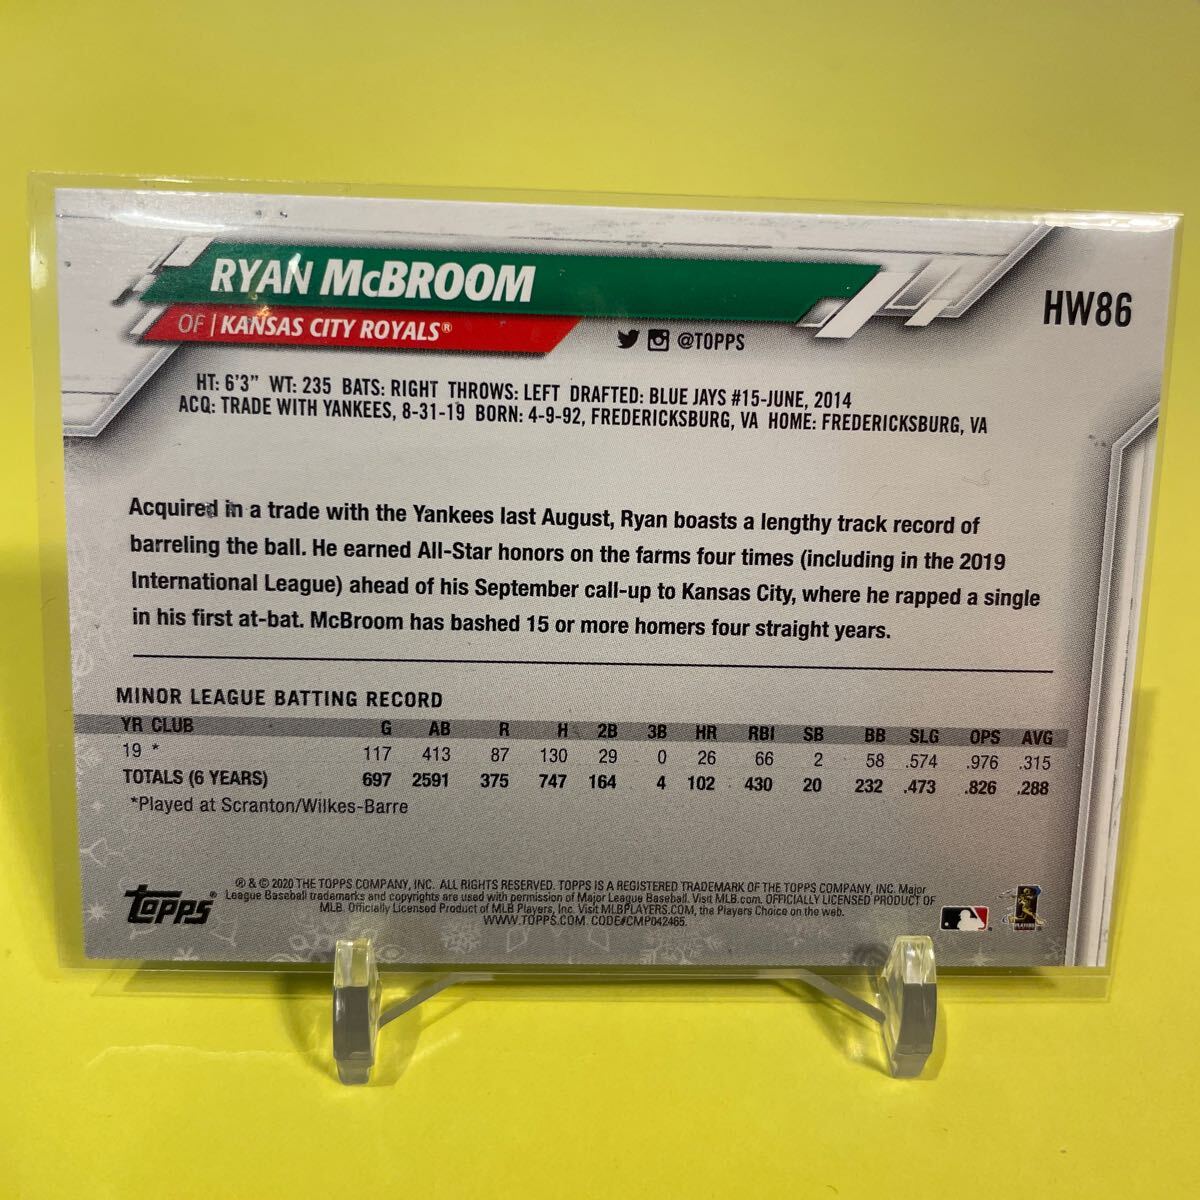 RYAN McBROOM
OF | KANSAS CITY ROYALS®
@TOPPS
HW86
HT: 6'3" WT: 235 BATS: RIGHT THROWS: LEFT DRAFTED: BLUE JAYS #15-JUNE, 2014
ACQ: TRADE WITH YANKEES, 8-31-19 BORN: 4-9-92, FREDERICKSBURG, VA HOME: FREDERICKSBURG, VA
Acquired in a trade with the Yankees last August, Ryan boasts a lengthy track record of
barreling the ball. He earned All-Star honors on the farms four times (including in the 2019
International League) ahead of his September call-up to Kansas City, where he rapped a single
in his first at-bat. McBroom has bashed 15 or more homers four straight years.
MINOR LEAGUE BATTING RECORD
YR CLUB G AB R H 2B 3B HR RBI SB BB SLG OPS AVG
19 * 117 413 87 130 29 0 26 66 2 58 .574 .976 .315
TOTALS (6 YEARS) 697 2591 375 747 164 4 102 430 20 232 .473 .826 .288
*Played at Scranton/Wilkes-Barre
TOPPS®
® & © 2020 THE TOPPS COMPANY, INC. ALL RIGHTS RESERVED. TOPPS IS A REGISTERED TRADEMARK OF THE TOPPS COMPANY, INC. Major
League Baseball trademarks and copyrights are used with permission of Major League Baseball. Visit MLB.com. OFFICIALLY LICENSED PRODUCT OF
MLB. Officially Licensed Product of MLB Players, Inc. Visit MLBPLAYERS.COM, the Players Choice on the web.
WWW.TOPPS.COM. CODE#CMP042465.
PLAYERS